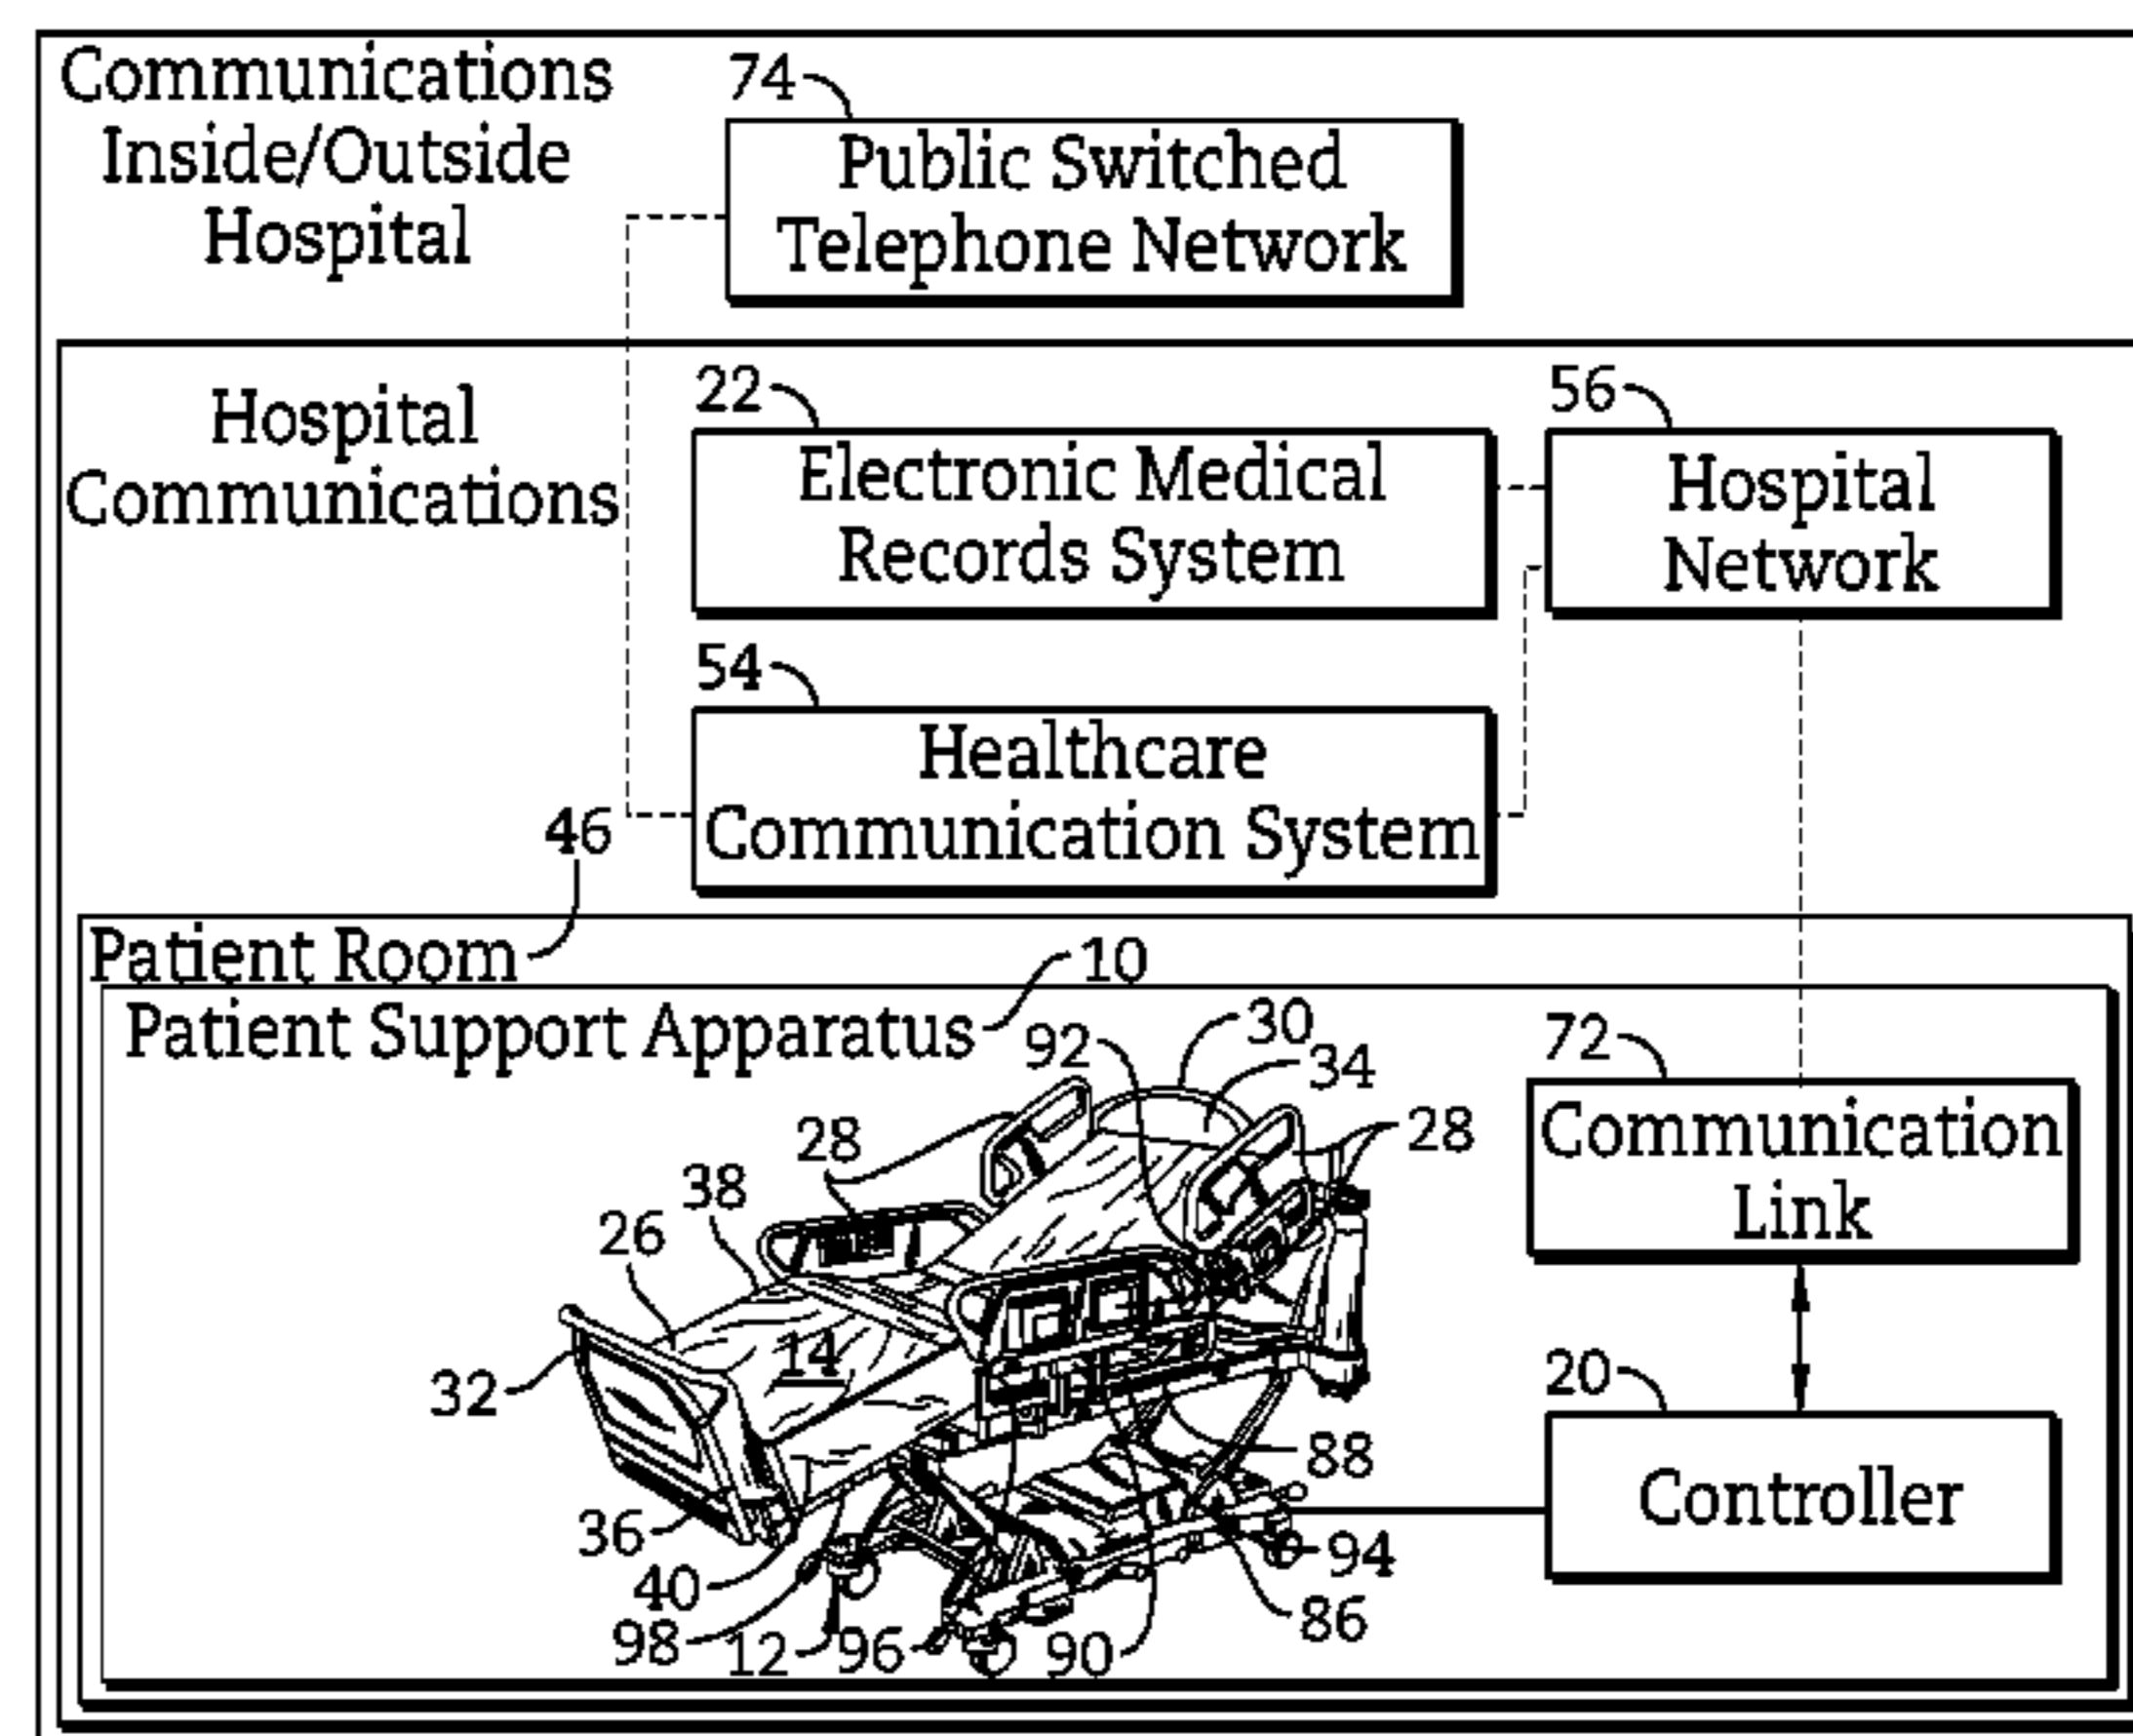 Communications
Inside/Outside
Hospital
74
Public Switched
Telephone Network
Hospital
Communications
22
Electronic Medical
Records System
56
Hospital
Network
54
Healthcare
Communication System
46
Patient Room
10
Patient Support Apparatus
92
30
34
28
28
38
26
14
32
36
40
98
12
96
90
86
94
88
72
Communication
Link
20
Controller